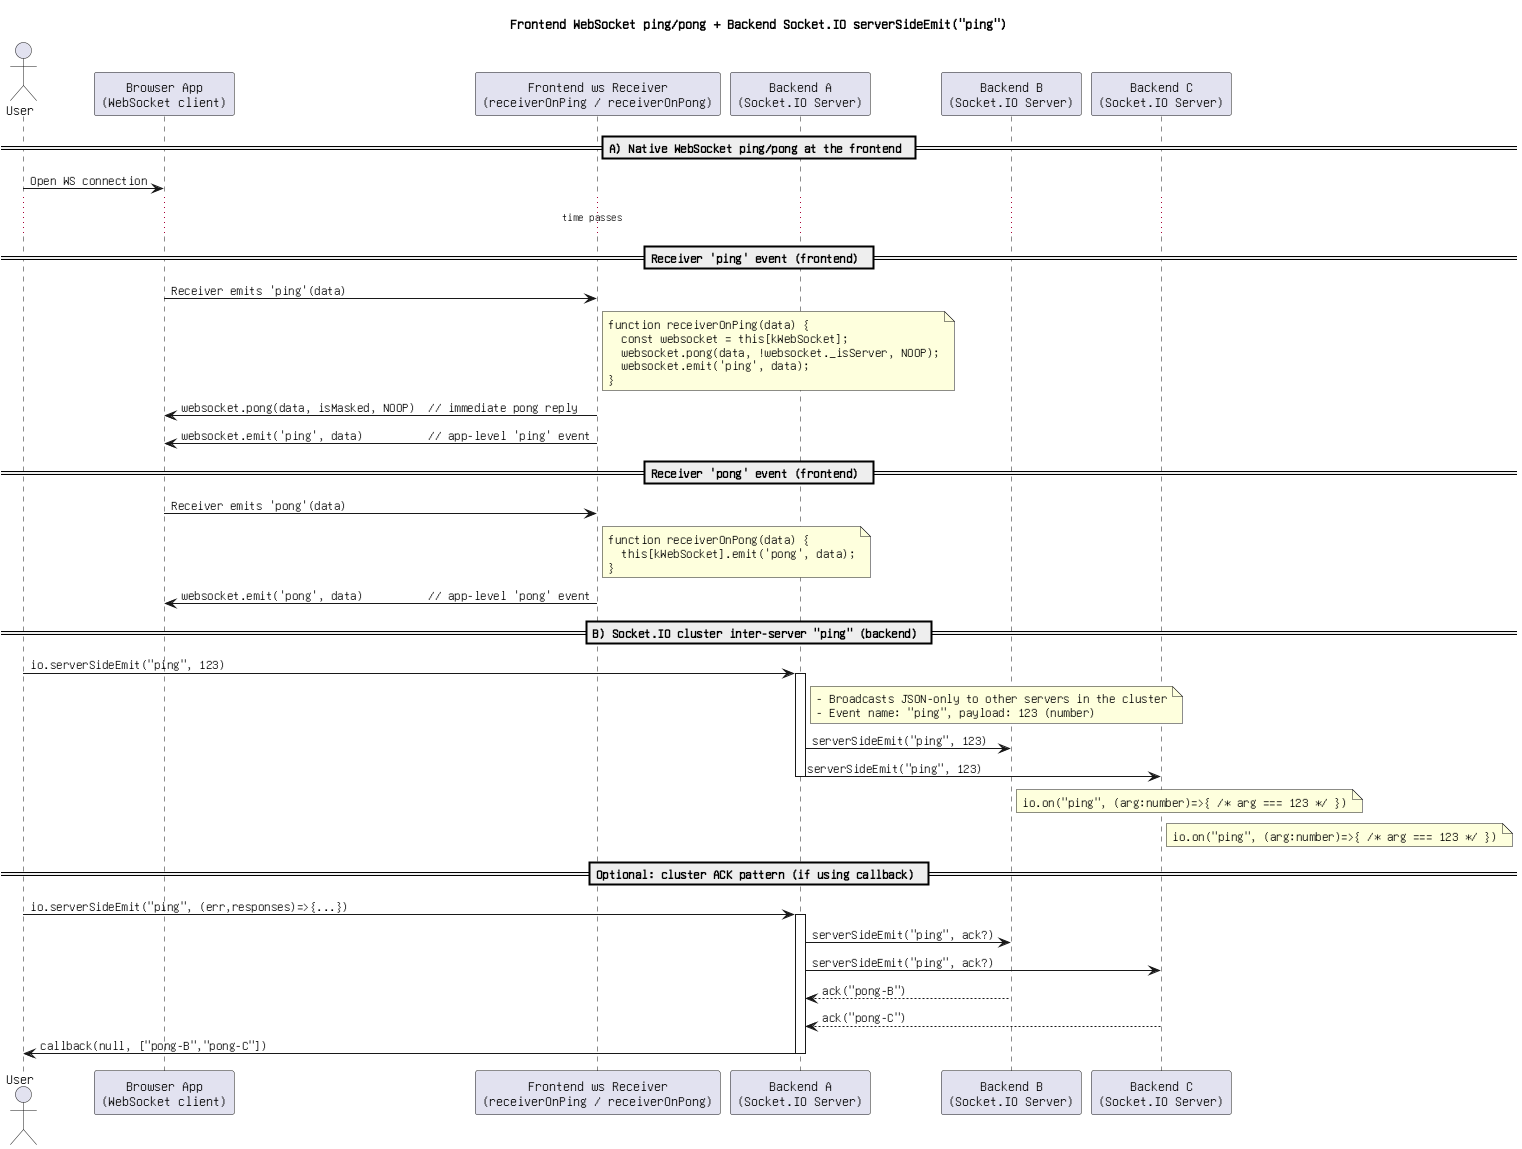 Frontend WebSocket ping/pong + Backend Socket.IO serverSideEmit("ping")
User
Browser App
(WebSocket client)
Frontend ws Receiver
(receiverOnPing / receiverOnPong)
Backend A
(Socket.IO Server)
Backend B
(Socket.IO Server)
Backend C
(Socket.IO Server)
A) Native WebSocket ping/pong at the frontend
Open WS connection
time passes
Receiver 'ping' event (frontend)
Receiver emits 'ping'(data)
function receiverOnPing(data) {
  const websocket = this[kWebSocket];
  websocket.pong(data, !websocket._isServer, NOOP);
  websocket.emit('ping', data);
}
websocket.pong(data, isMasked, NOOP)  // immediate pong reply
websocket.emit('ping', data)          // app-level 'ping' event
Receiver 'pong' event (frontend)
Receiver emits 'pong'(data)
function receiverOnPong(data) {
  this[kWebSocket].emit('pong', data);
}
websocket.emit('pong', data)          // app-level 'pong' event
B) Socket.IO cluster inter-server "ping" (backend)
io.serverSideEmit("ping", 123)
- Broadcasts JSON-only to other servers in the cluster
- Event name: "ping", payload: 123 (number)
serverSideEmit("ping", 123)
serverSideEmit("ping", 123)
io.on("ping", (arg:number)=>{ /* arg === 123 */ })
io.on("ping", (arg:number)=>{ /* arg === 123 */ })
Optional: cluster ACK pattern (if using callback)
io.serverSideEmit("ping", (err,responses)=>{...})
serverSideEmit("ping", ack?)
serverSideEmit("ping", ack?)
ack("pong-B")
ack("pong-C")
callback(null, ["pong-B","pong-C"])
User
Browser App
(WebSocket client)
Frontend ws Receiver
(receiverOnPing / receiverOnPong)
Backend A
(Socket.IO Server)
Backend B
(Socket.IO Server)
Backend C
(Socket.IO Server)